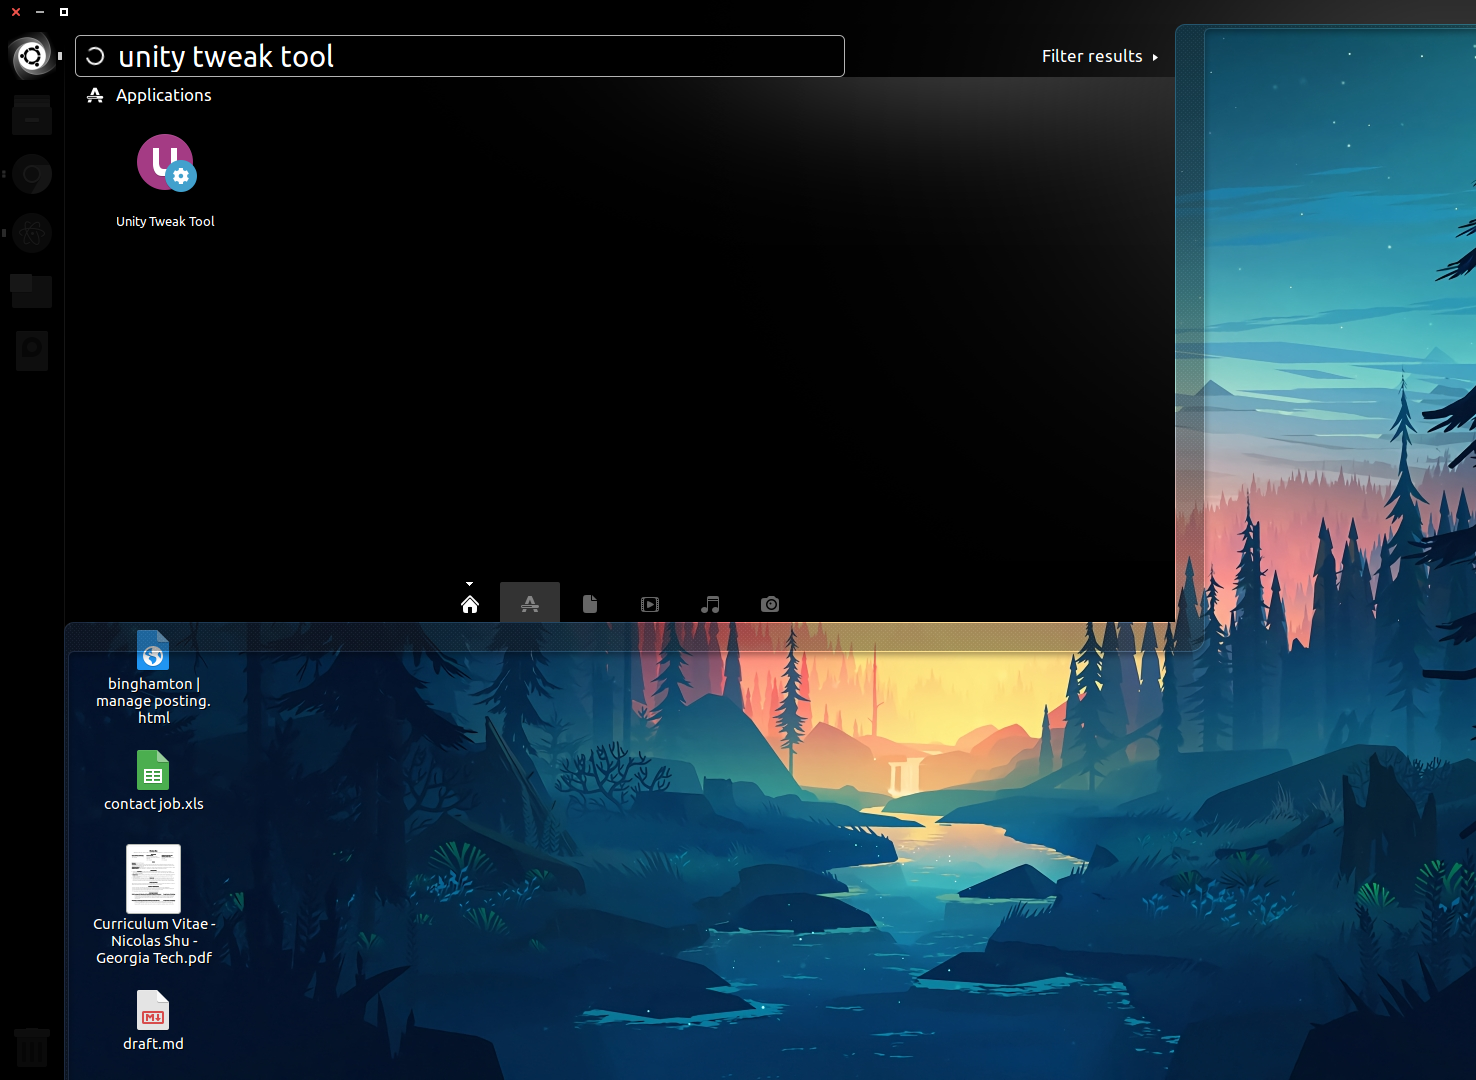 unity tweak tool
Filter results
Applications
Unity Tweak Tool
binghamton |
manage posting.
html
contact job.xls
Curriculum Vitae -
Nicolas Shu -
Georgia Tech.pdf
draft.md